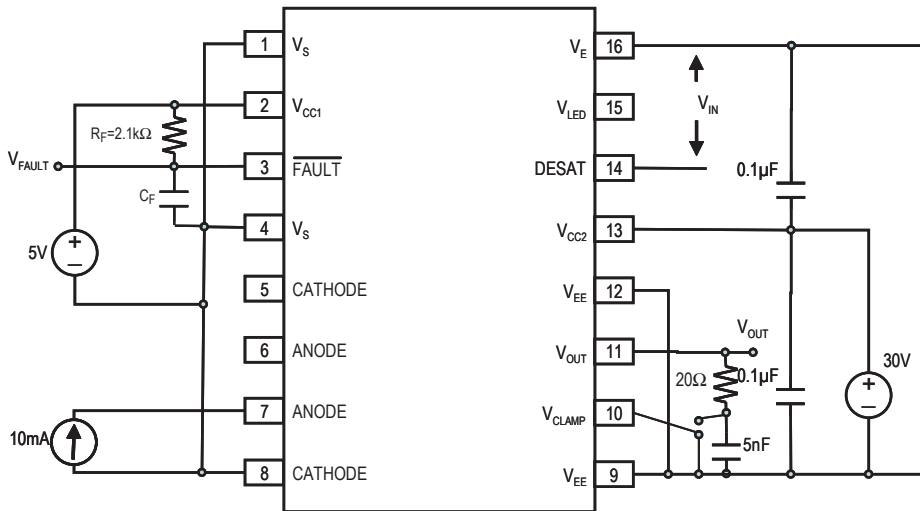 1 V_S V_E 16
2 V_CC1 V_LED 15
V_IN
R_F=2.1kΩ
V_FAULT
3 FAULT DESAT 14
0.1µF
C_F
4 V_S V_CC2 13
5V
+
–
5 CATHODE V_EE 12
V_OUT
6 ANODE V_OUT 11
20Ω
0.1µF
30V
+
–
7 ANODE V_CLAMP 10
10mA
5nF
8 CATHODE V_EE 9